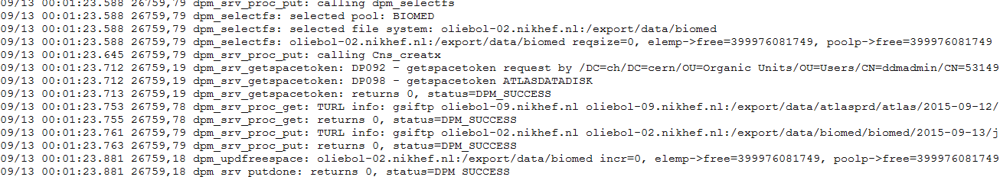 09/13 00:01:23.588 26759,79 dpm_srv_proc_put: calling dpm_selectfs
09/13 00:01:23.588 26759,79 dpm_selectfs: selected pool: BIOMED
09/13 00:01:23.588 26759,79 dpm_selectfs: selected file system: oliebol-02.nikhef.nl:/export/data/biomed
09/13 00:01:23.588 26759,79 dpm_selectfs: oliebol-02.nikhef.nl:/export/data/biomed reqsize=0, elemp->free=399976081749, poolp->free=399976081749
09/13 00:01:23.645 26759,79 dpm_srv_proc_put: calling Cns_creatx
09/13 00:01:23.712 26759,19 dpm_srv_getspacetoken: DP092 - getspacetoken request by /DC=ch/DC=cern/OU=Organic Units/OU=Users/CN=ddmadmin/CN=53149
09/13 00:01:23.712 26759,19 dpm_srv_getspacetoken: DP098 - getspacetoken ATLASDATADISK
09/13 00:01:23.713 26759,19 dpm_srv_getspacetoken: returns 0, status=DPM_SUCCESS
09/13 00:01:23.753 26759,78 dpm_srv_proc_get: TURL info: gsiftp oliebol-09.nikhef.nl oliebol-09.nikhef.nl:/export/data/atlasprd/atlas/2015-09-12/
09/13 00:01:23.755 26759,78 dpm_srv_proc_get: returns 0, status=DPM_SUCCESS
09/13 00:01:23.761 26759,79 dpm_srv_proc_put: TURL info: gsiftp oliebol-02.nikhef.nl oliebol-02.nikhef.nl:/export/data/biomed/biomed/2015-09-13/j
09/13 00:01:23.763 26759,79 dpm_srv_proc_put: returns 0, status=DPM_SUCCESS
09/13 00:01:23.881 26759,18 dpm_updfreespace: oliebol-02.nikhef.nl:/export/data/biomed incr=0, elemp->free=399976081749, poolp->free=399976081749
09/13 00:01:23.881 26759,18 dpm_srv_putdone: returns 0, status=DPM_SUCCESS